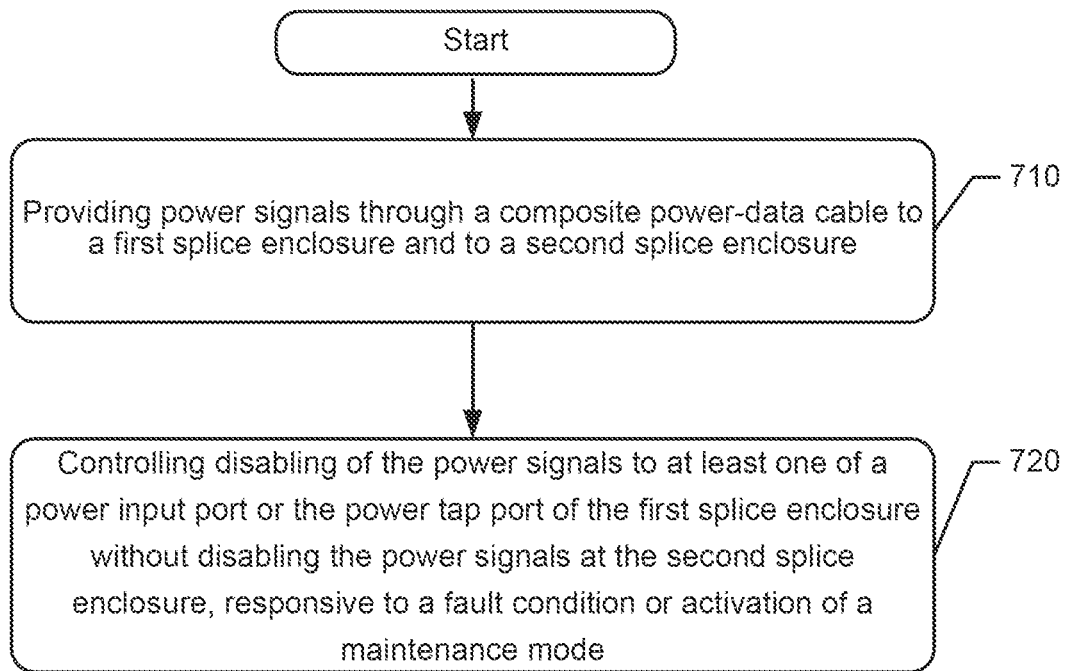 Start
Providing power signals through a composite power-data cable to
a first splice enclosure and to a second splice enclosure
710
Controlling disabling of the power signals to at least one of a
power input port or the power tap port of the first splice enclosure
without disabling the power signals at the second splice
enclosure, responsive to a fault condition or activation of a
maintenance mode
720